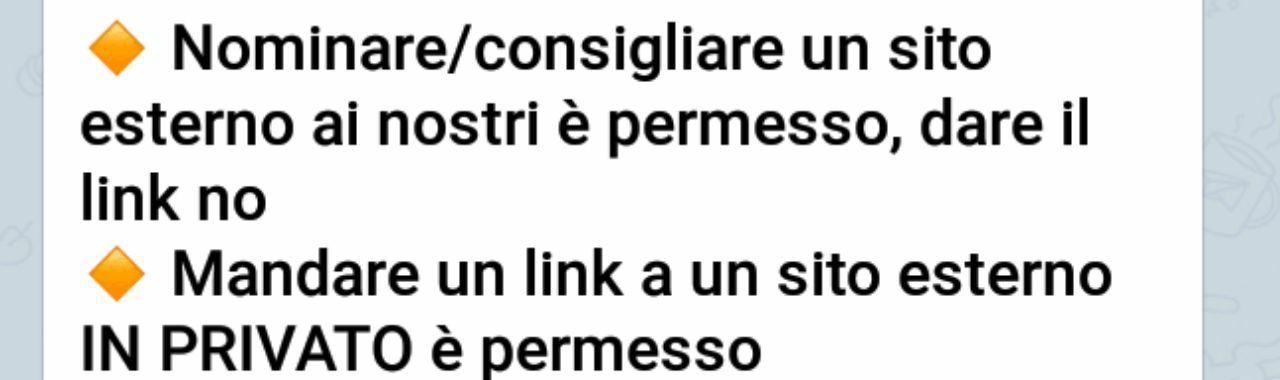 🔶 Nominare/consigliare un sito
esterno ai nostri è permesso, dare il
link no
🔶 Mandare un link a un sito esterno
IN PRIVATO è permesso